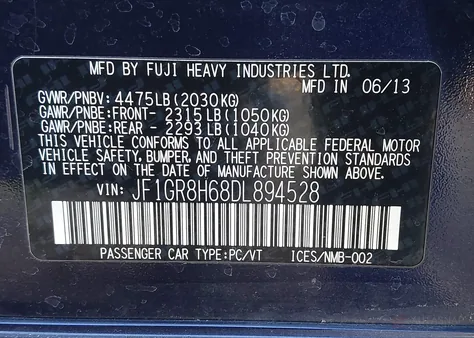 MFD BY FUJI HEAVY INDUSTRIES LTD.
MFD IN 06/13
GVWR/PNBV: 4475LB(2030KG)
GAWR/PNBE:FRONT- 2315LB(1050KG)
GAWR/PNBE:REAR - 2293LB(1040KG)
THIS VEHICLE CONFORMS TO ALL APPLICABLE FEDERAL MOTOR
VEHICLE SAFETY, BUMPER, AND THEFT PREVENTION STANDARDS
IN EFFECT ON THE DATE OF MANUFACTURE SHOWN ABOVE.
VIN: JF1GR8H68DL894528
PASSENGER CAR TYPE:PC/VT ICES/NMB-002